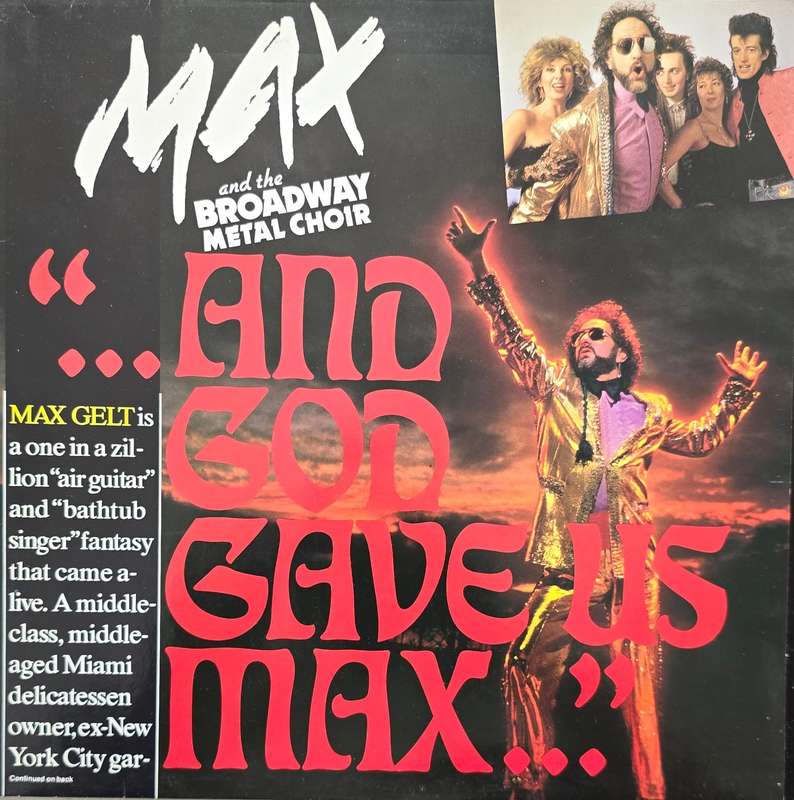 MAX
and the
BROADWAY
METAL CHOIR
“...AND
GOD
GAVE US
MAX...”
MAX GELT is
a one in a zil-
lion “air guitar”
and “bathtub
singer” fantasy
that came a-
live. A middle-
class, middle-
aged Miami
delicatessen
owner, ex-New
York City gar-
Continued on back